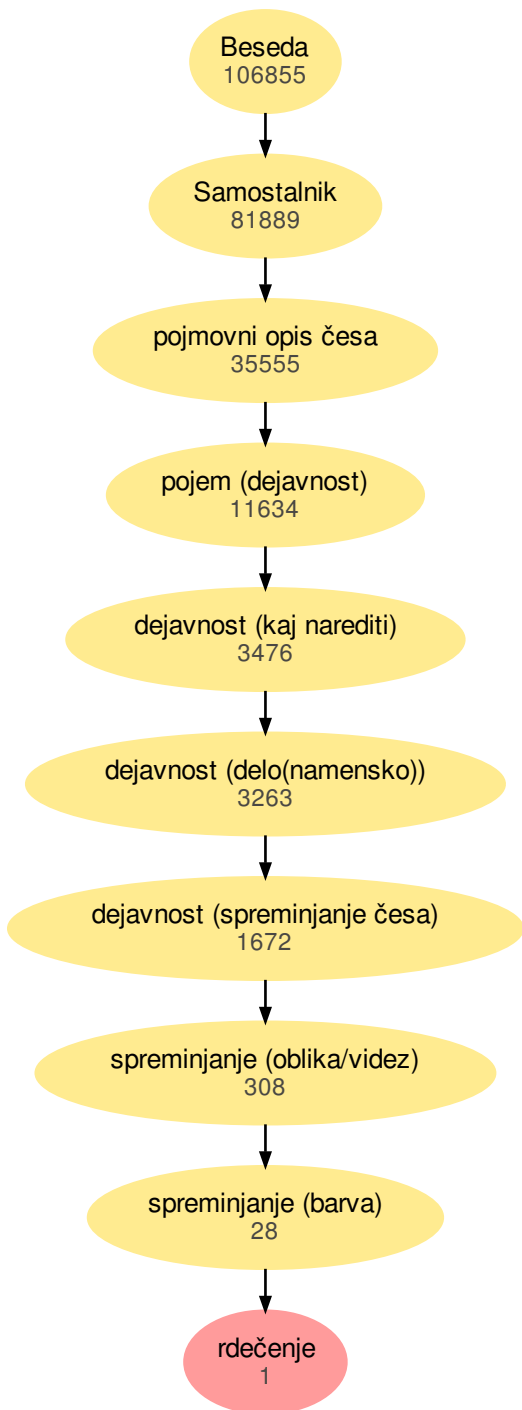 Beseda
106855
Samostalnik
81889
pojmovni opis česa
35555
pojem (dejavnost)
11634
dejavnost (kaj narediti)
3476
dejavnost (delo(namensko))
3263
dejavnost (spreminjanje česa)
1672
spreminjanje (oblika/videz)
308
spreminjanje (barva)
28
rdečenje
1